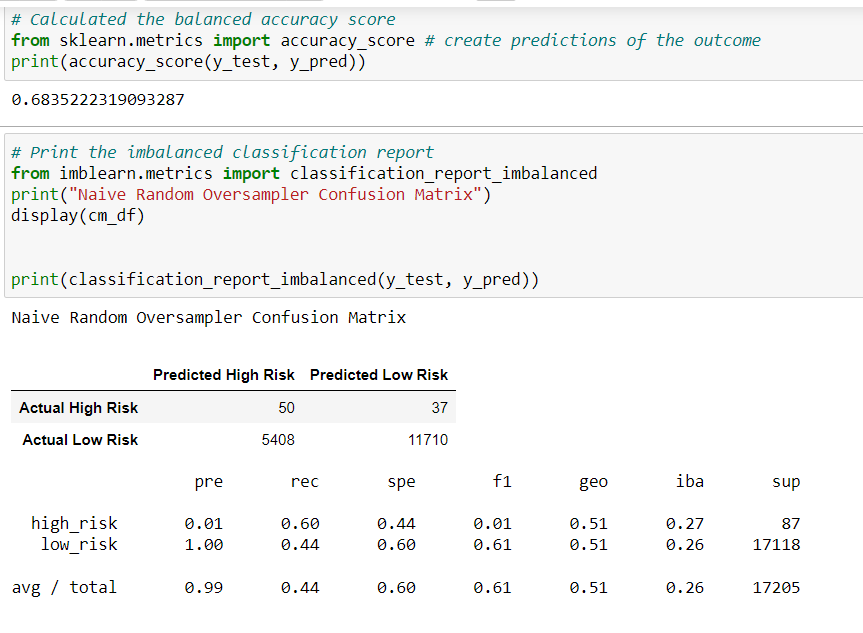 # Calculated the balanced accuracy score
from sklearn.metrics import accuracy_score # create predictions of the outcome
print(accuracy_score(y_test, y_pred))
0.6835222319093287
# Print the imbalanced classification report
from imblearn.metrics import classification_report_imbalanced
print("Naive Random Oversampler Confusion Matrix")
display(cm_df)
print(classification_report_imbalanced(y_test, y_pred))
Naive Random Oversampler Confusion Matrix
Predicted High Risk Predicted Low Risk
Actual High Risk 50 37
Actual Low Risk 5408 11710
pre rec spe f1 geo iba sup
high_risk 0.01 0.60 0.44 0.01 0.51 0.27 87
low_risk 1.00 0.44 0.60 0.61 0.51 0.26 17118
avg / total 0.99 0.44 0.60 0.61 0.51 0.26 17205